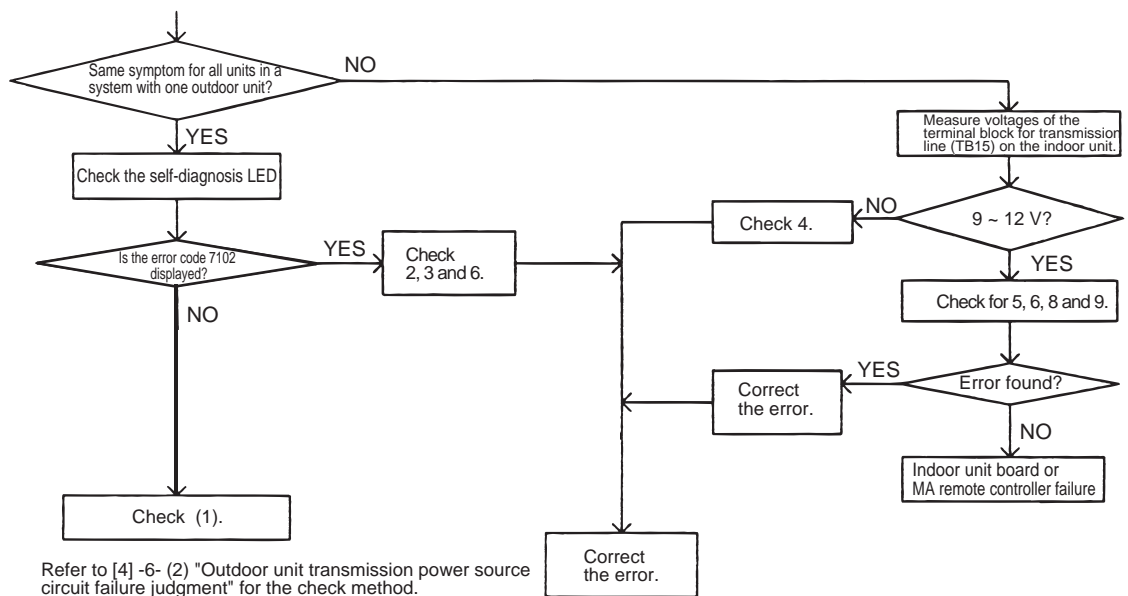 Same symptom for all units in a
system with one outdoor unit?
NO
YES
Measure voltages of the
terminal block for transmission
line (TB15) on the indoor unit.
Check the self-diagnosis LED
9 ~ 12 V?
NO
Check 4.
YES
Is the error code 7102
displayed?
YES
Check
2, 3 and 6.
NO
Check for 5, 6, 8 and 9.
Error found?
YES
Correct
the error.
NO
Indoor unit board or
MA remote controller failure
Check (1).
Correct
the error.
Refer to [4] -6- (2) "Outdoor unit transmission power source
circuit failure judgment" for the check method.